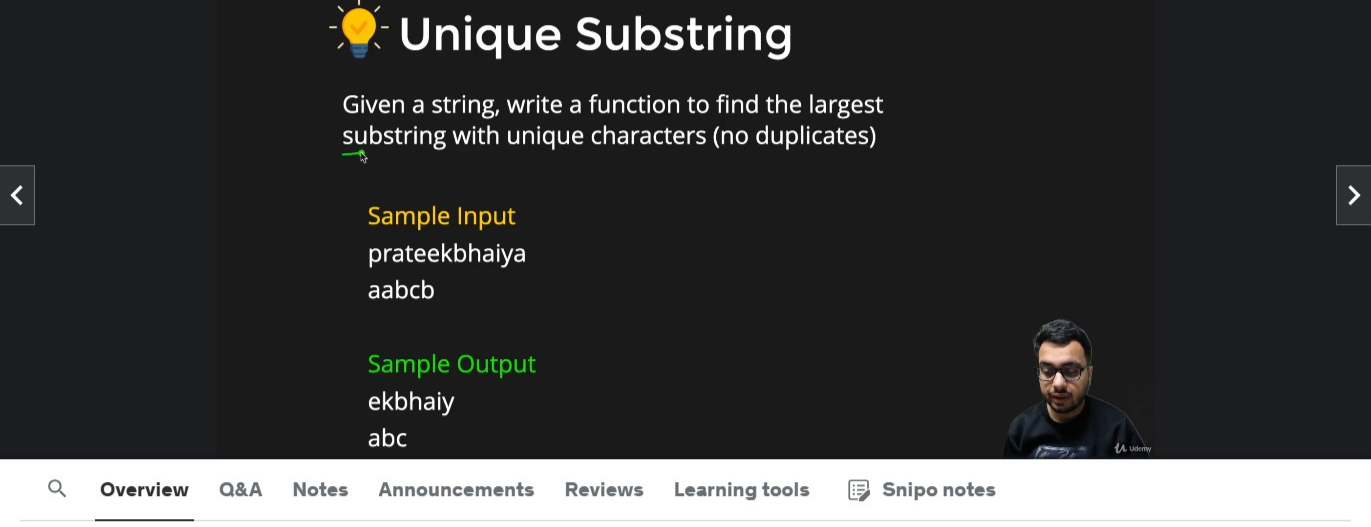 Unique Substring
Given a string, write a function to find the largest
substring with unique characters (no duplicates)
Sample Input
prateekbhaiya
aabcb
Sample Output
ekbhaiy
abc
Udemy
Overview Q&A Notes Announcements Reviews Learning tools Snipo notes